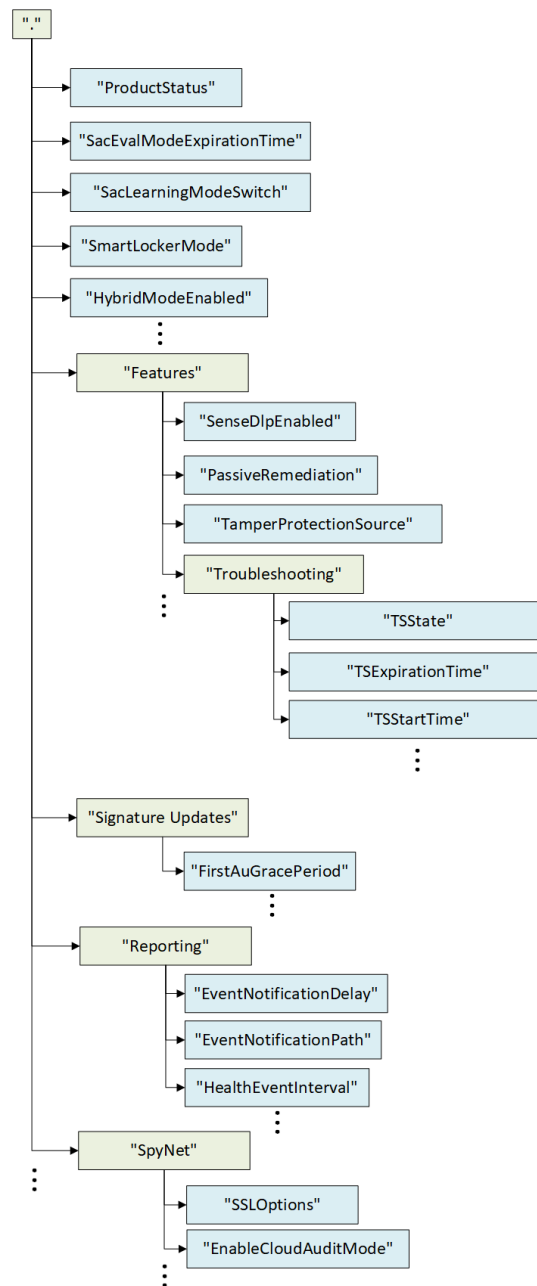 "."
"ProductStatus"
"SacEvalModeExpirationTime"
"SacLearningModeSwitch"
"SmartLockerMode"
"HybridModeEnabled"
"Features"
"SenseDlpEnabled"
"PassiveRemediation"
"TamperProtectionSource"
"Troubleshooting"
"TSState"
"TSExpirationTime"
"TSStartTime"
"Signature Updates"
"FirstAuGracePeriod"
"Reporting"
"EventNotificationDelay"
"EventNotificationPath"
"HealthEventInterval"
"SpyNet"
"SSLOptions"
"EnableCloudAuditMode"